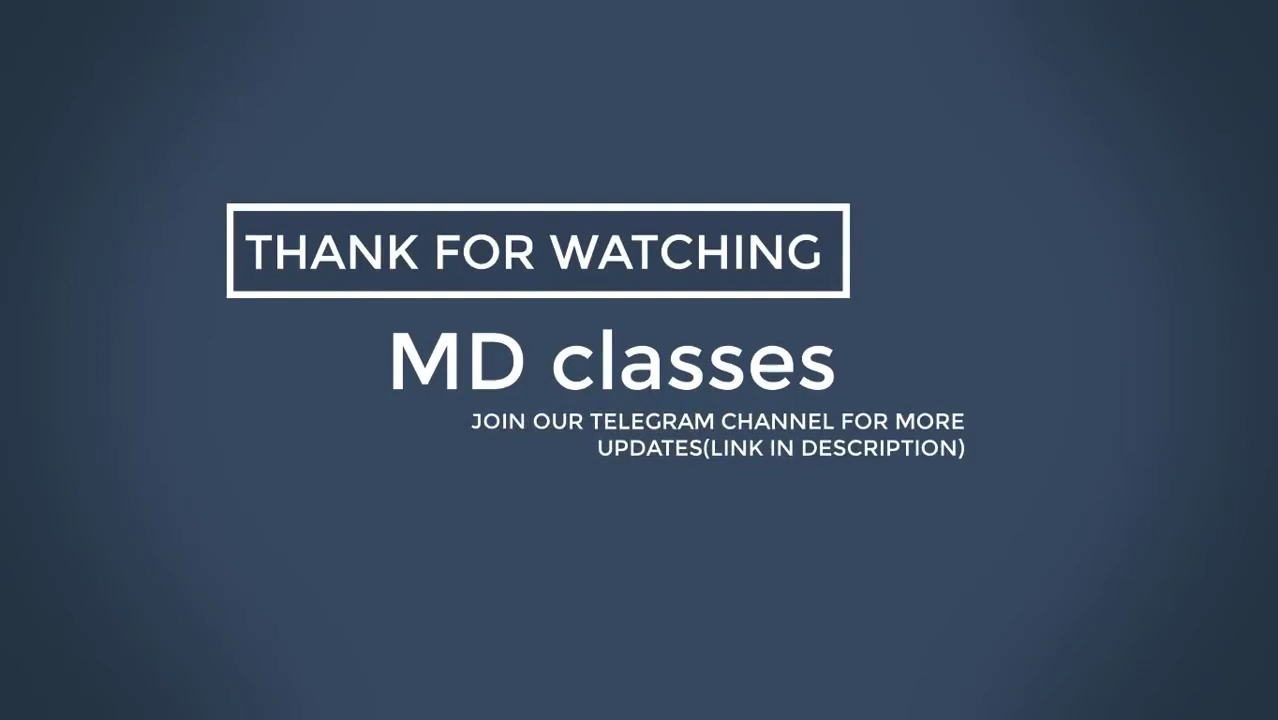 THANK FOR WATCHING
MD classes
JOIN OUR TELEGRAM CHANNEL FOR MORE
UPDATES(LINK IN DESCRIPTION)